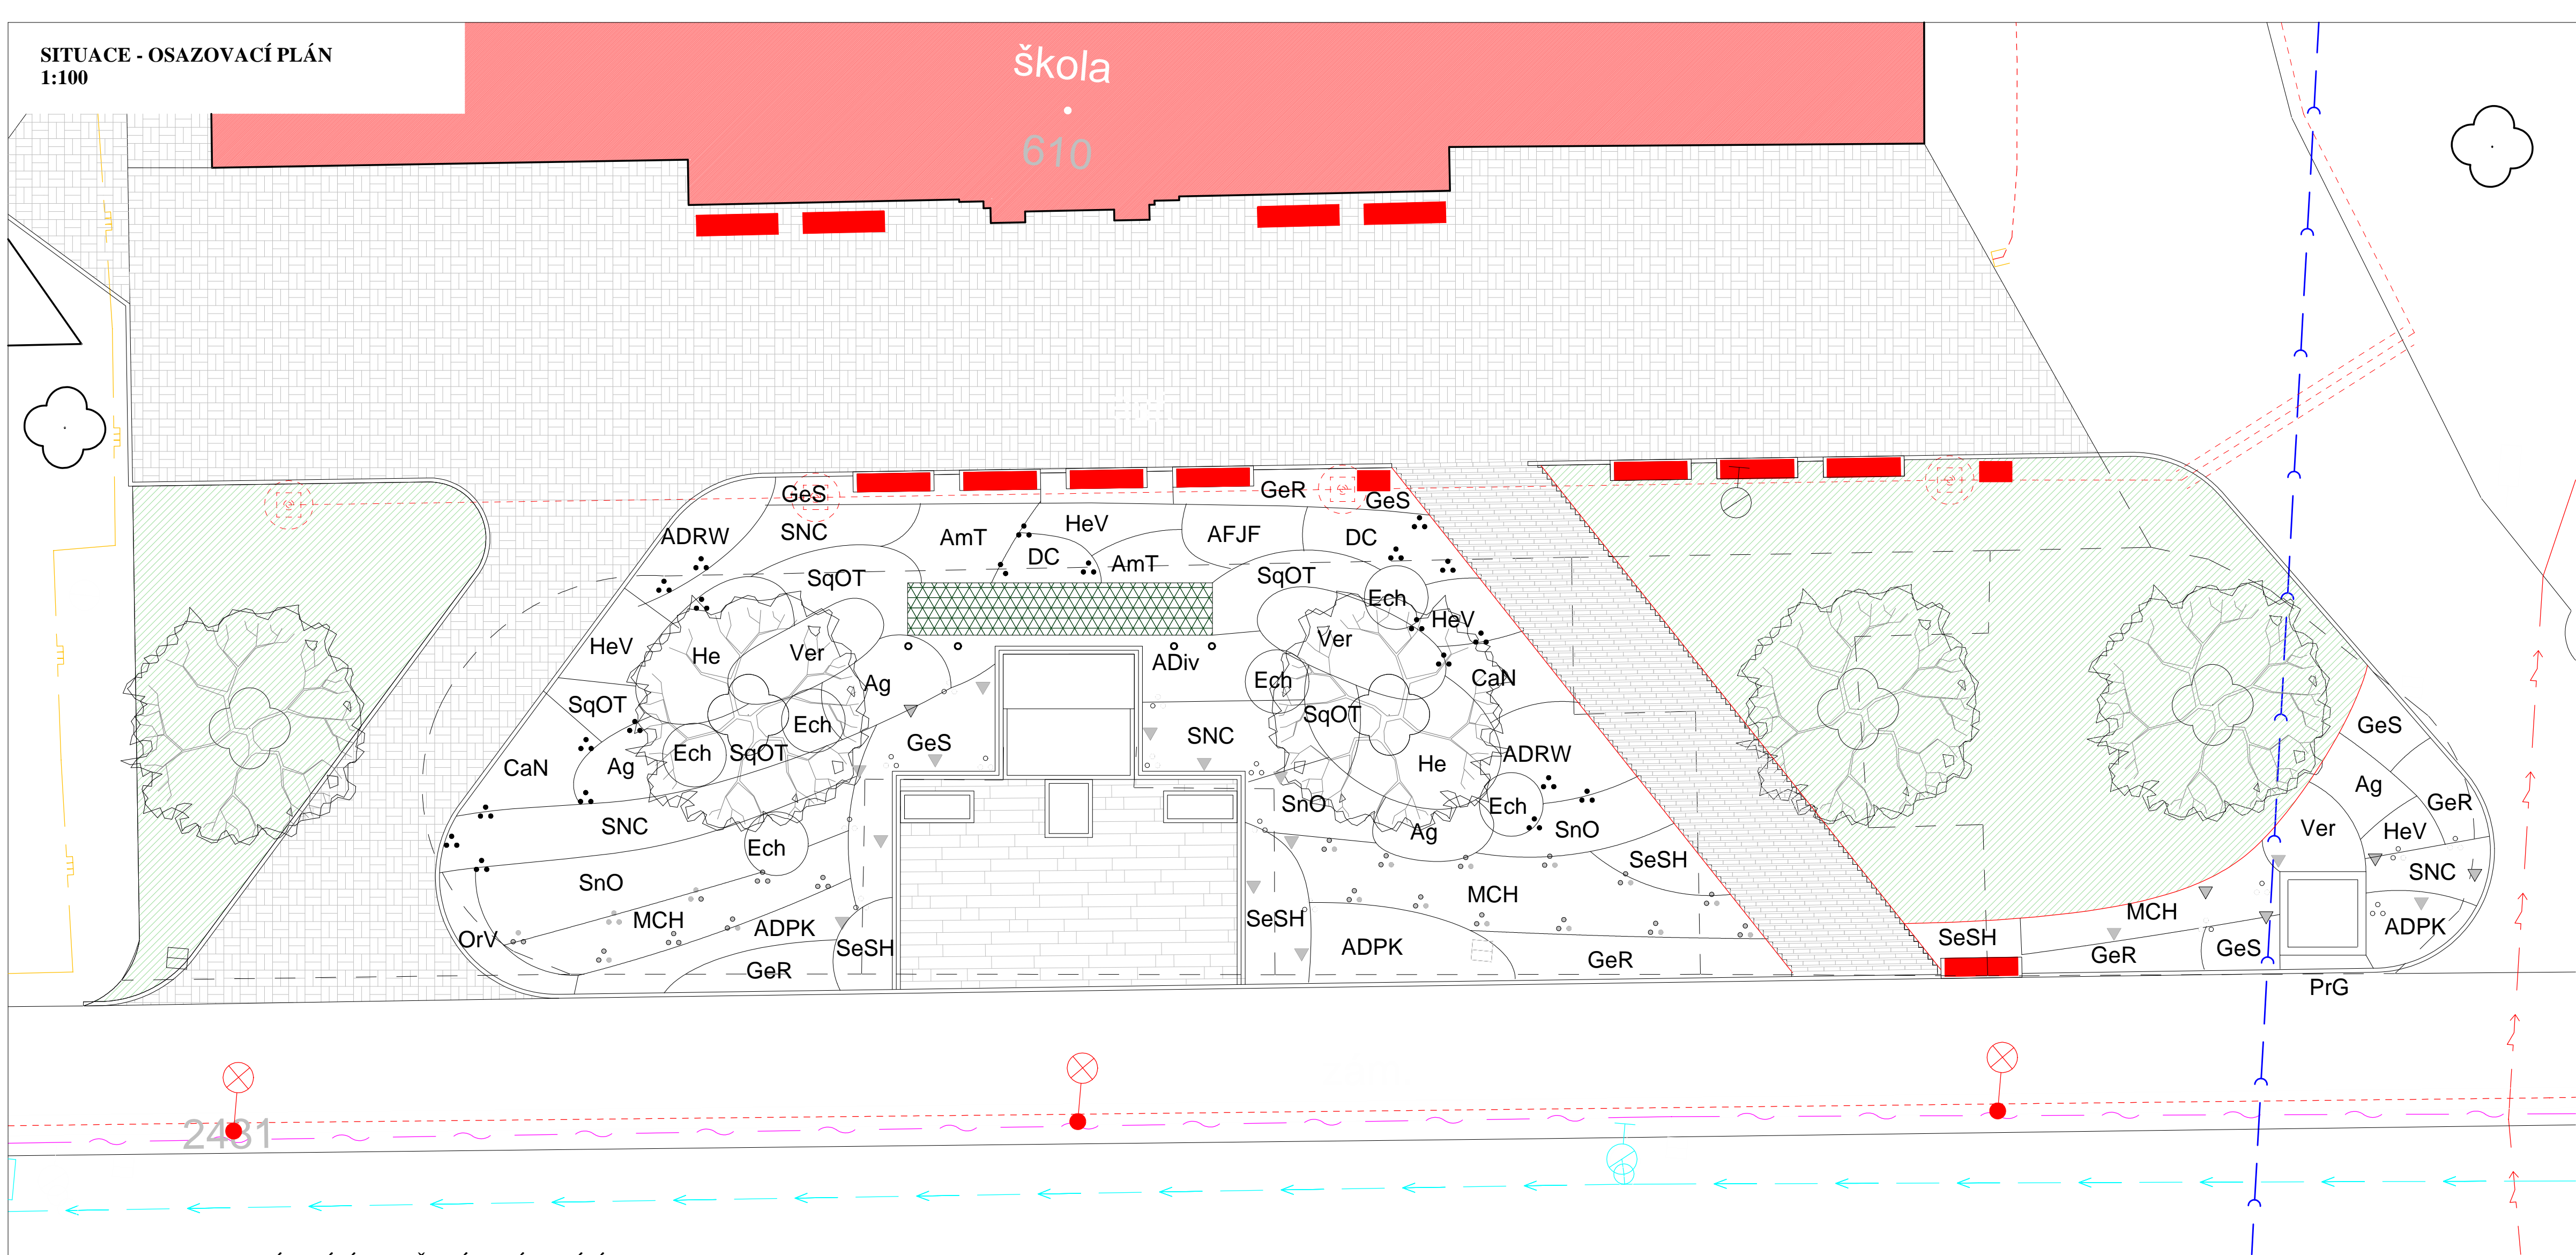 SITUACE - OSAZOVACÍ PLÁN
1:100
škola
610
GeS
GeR
GeS
ADRW
SNC
AmT
HeV
AFJF
DC
DC
AmT
SqOT
SqOT
Ech
HeV
HeV
He
Ver
Ver
ADiv
Ag
Ech
CaN
SqOT
SqOT
Ech
GeS
SNC
GeS
Ech
SqOT
ADRW
CaN
Ag
He
Ag
SnO
Ech
GeR
SNC
Ag
SnO
Ver
HeV
Ech
SeSH
SNC
SnO
MCH
MCH
MCH
SeSH
ADPK
ADPK
OrV
SeSH
ADPK
SeSH
GeR
GeR
GeR
GeS
PrG
2481